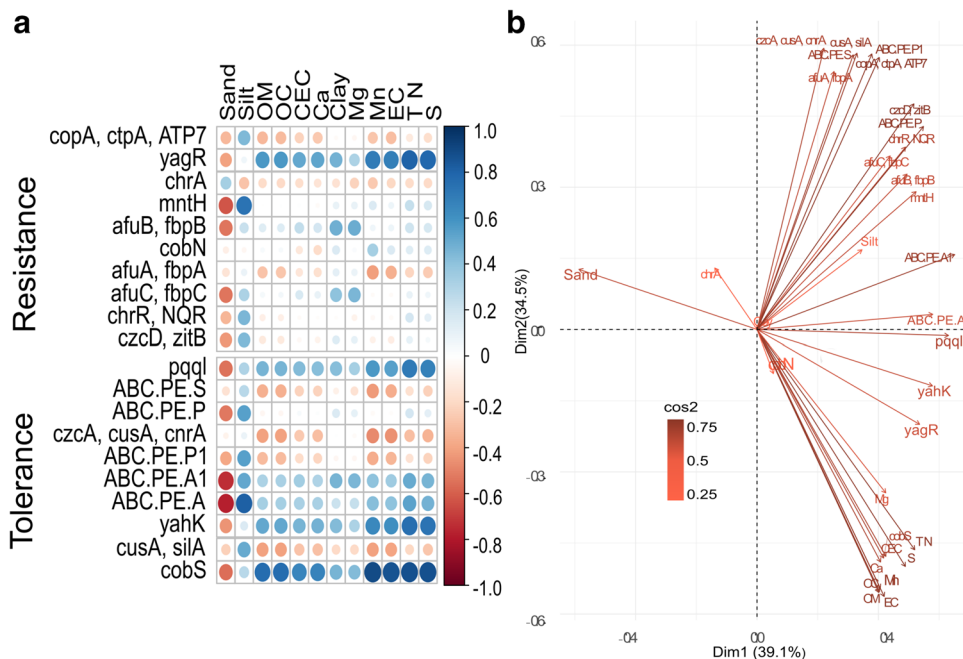 a
b
Sand Silt OM OC CEC Ca Clay Mg Mn EC TN S
Resistance
copA, ctpA, ATP7
yagR
chrA
mntH
afuB, fbpB
cobN
afuA, fbpA
afuC, fbpC
chrR, NQR
czcD, zitB
Tolerance
pqqI
ABC.PE.S
ABC.PE.P
czcA, cusA, cnrA
ABC.PE.P1
ABC.PE.A1
ABC.PE.A
yahK
cusA, silA
cobS
1.0
0.8
0.6
0.4
0.2
0
-0.2
-0.4
-0.6
-0.8
-1.0
0.6
0.3
0.0
-0.3
-0.6
Dim2(34.5%)
-0.4
0.0
0.4
Dim1 (39.1%)
czcA, cusA, cnrA
cusA, silA
ABC.PE.S
ABC.PE.P1
copA, ctpA, ATP7
afuA, fbpA
czcD, zitB
ABC.PE.P
chrR, NQR
afuC, fbpC
afuB, fbpB
mntH
Silt
ABC.PE.A1
Sand
chrA
ABC.PE.A
pqqI
yahK
yagR
Mg
cobS
TN
CEC
S
Ca
OC
Mn
OM
EC
cos2
0.75
0.5
0.25